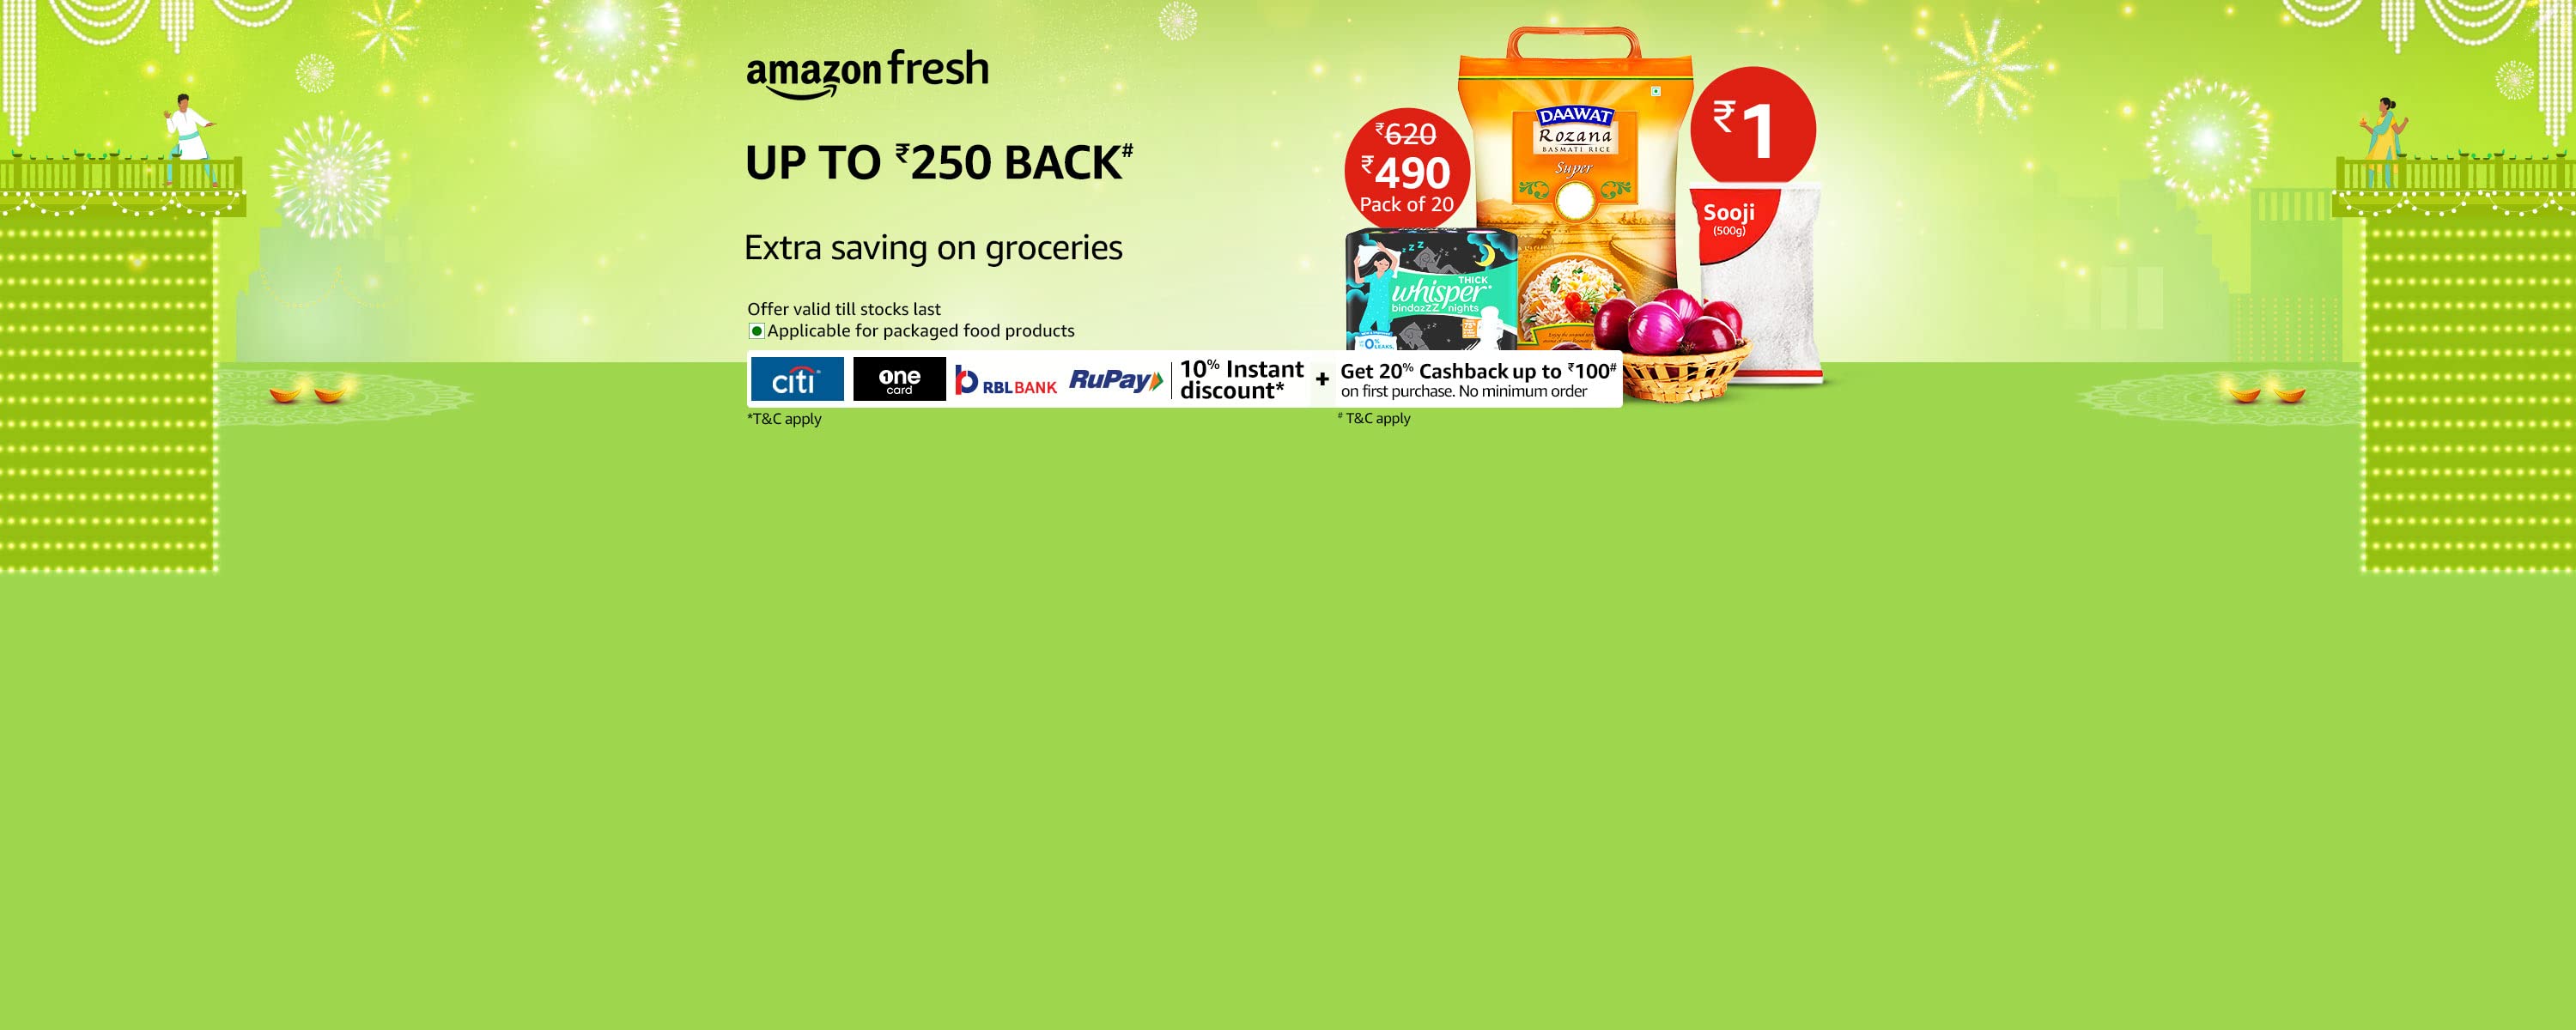 amazon fresh
UP TO ₹250 BACK#
Extra saving on groceries
Offer valid till stocks last
Applicable for packaged food products
citi
one
card
RBL BANK
RuPay
10% Instant
discount*
+
Get 20% Cashback up to ₹100#
on first purchase. No minimum order
*T&C apply
# T&C apply
₹620
₹490
Pack of 20
DAAWAT
Rozana
BASMATI RICE
Super
THICK
whisper
bindazZZ nights
0%
LEAKS
zzz
₹1
Sooji
(500g)